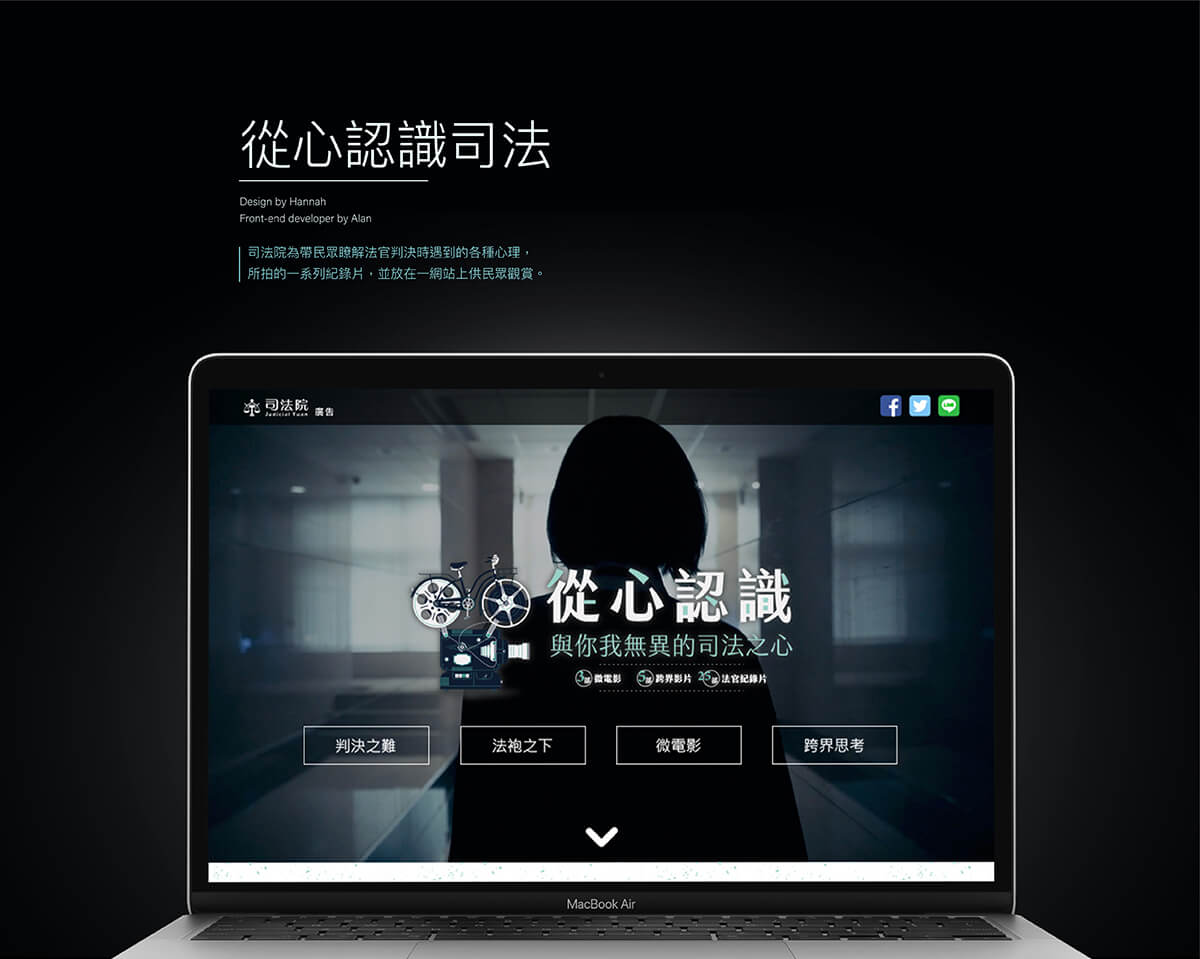 從心認識司法
Design by Hannah
Front-end developer by Alan
司法院為帶民眾瞭解法官判決時遇到的各種心理，
所拍的一系列紀錄片，並放在一網站上供民眾觀賞。
司法院 廣告
Judicial Yuan
從心認識
與你我無異的司法之心
3部微電影 5部跨界影片 25部法官紀錄片
判決之難 法袍之下 微電影 跨界思考
MacBook Air